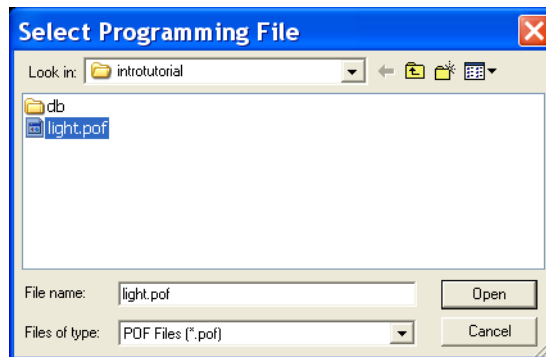 Select Programming File
Look in: introtutorial
db
light.pof
File name: light.pof Open
Files of type: POF Files (*.pof) Cancel